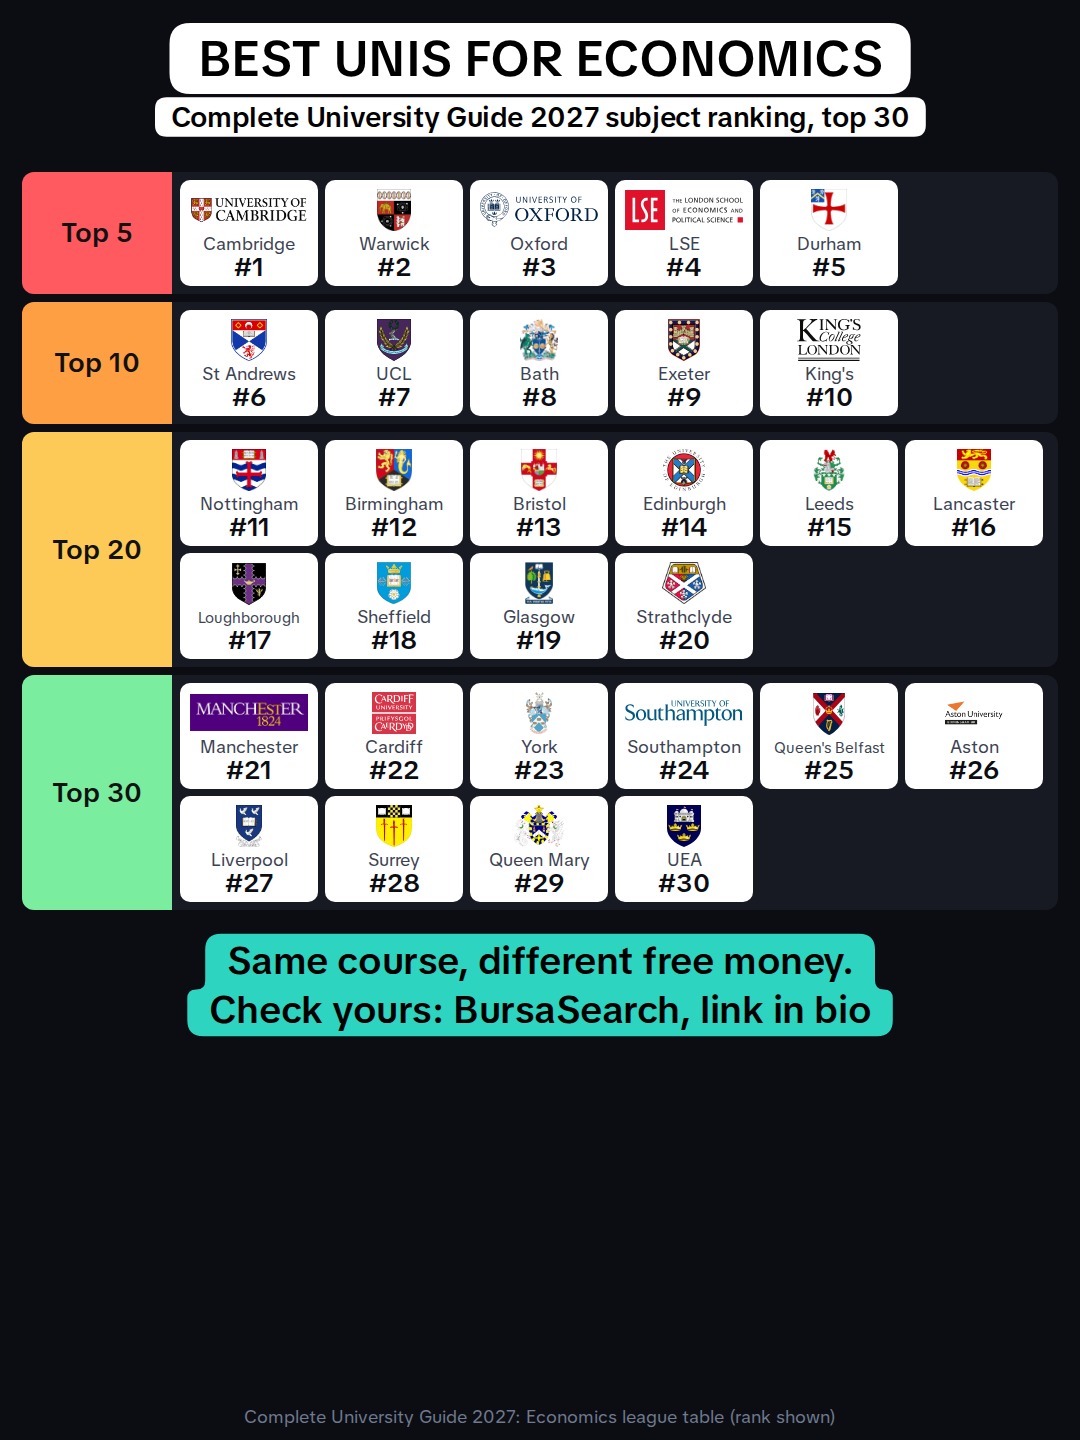 BEST UNIS FOR ECONOMICS
Complete University Guide 2027 subject ranking, top 30
Top 5
UNIVERSITY OF
CAMBRIDGE
Cambridge
#1
Warwick
#2
UNIVERSITY OF
OXFORD
Oxford
#3
LSE
THE LONDON SCHOOL
OF ECONOMICS AND
POLITICAL SCIENCE
LSE
#4
Durham
#5
Top 10
St Andrews
#6
UCL
#7
Bath
#8
Exeter
#9
KING'S
College
LONDON
King's
#10
Top 20
Nottingham
#11
Birmingham
#12
Bristol
#13
THE UNIVERSITY
OF EDINBURGH
Edinburgh
#14
Leeds
#15
Lancaster
#16
Loughborough
#17
Sheffield
#18
Glasgow
#19
Strathclyde
#20
Top 30
MANCHESTER
1824
Manchester
#21
CARDIFF
UNIVERSITY
PRIFYSGOL
CAERDYDD
Cardiff
#22
York
#23
UNIVERSITY OF
Southampton
Southampton
#24
Queen's Belfast
#25
Aston University
Aston
#26
Liverpool
#27
Surrey
#28
Queen Mary
#29
UEA
#30
Same course, different free money.
Check yours: BursaSearch, link in bio
Complete University Guide 2027: Economics league table (rank shown)